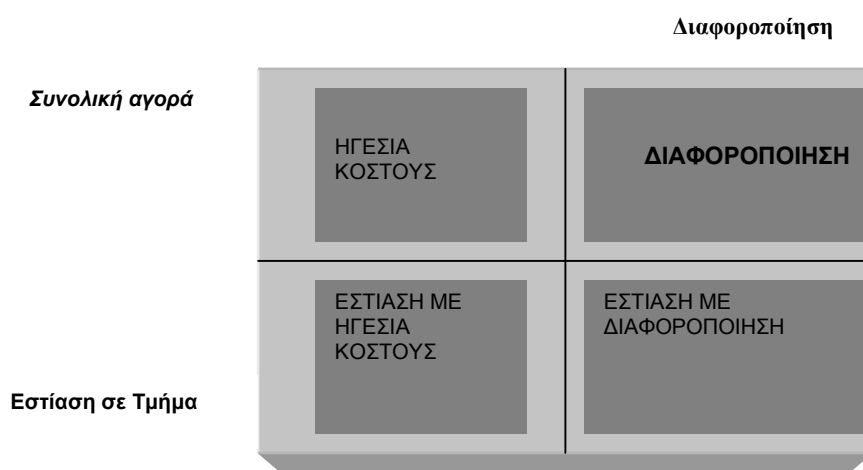 Διαφοροποίηση
Συνολική αγορά
ΗΓΕΣΙΑ
ΚΟΣΤΟΥΣ
ΔΙΑΦΟΡΟΠΟΙΗΣΗ
ΕΣΤΙΑΣΗ ΜΕ
ΗΓΕΣΙΑ
ΚΟΣΤΟΥΣ
ΕΣΤΙΑΣΗ ΜΕ
ΔΙΑΦΟΡΟΠΟΙΗΣΗ
Εστίαση σε Τμήμα